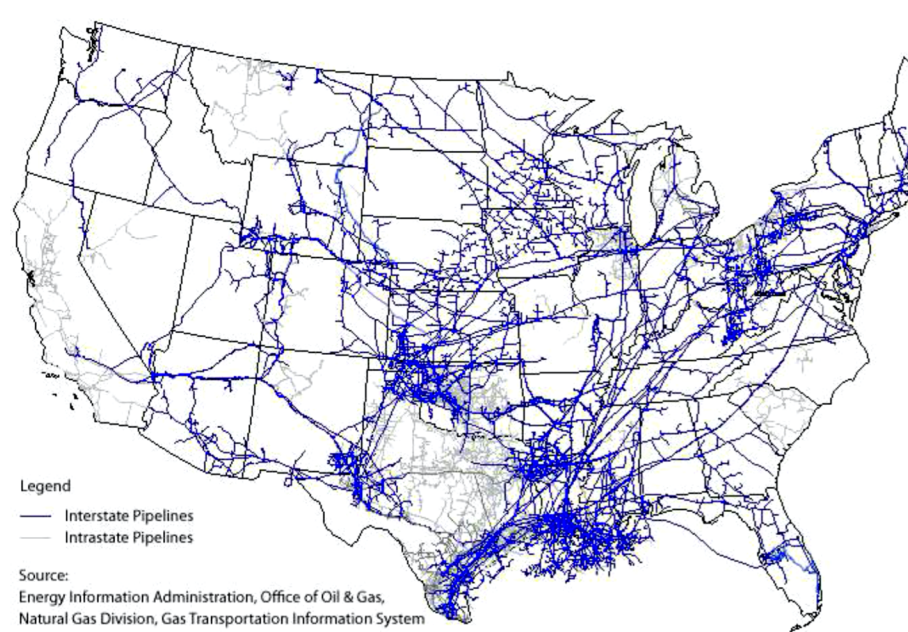 Legend
Interstate Pipelines
Intrastate Pipelines
Source:
Energy Information Administration, Office of Oil & Gas,
Natural Gas Division, Gas Transportation Information System